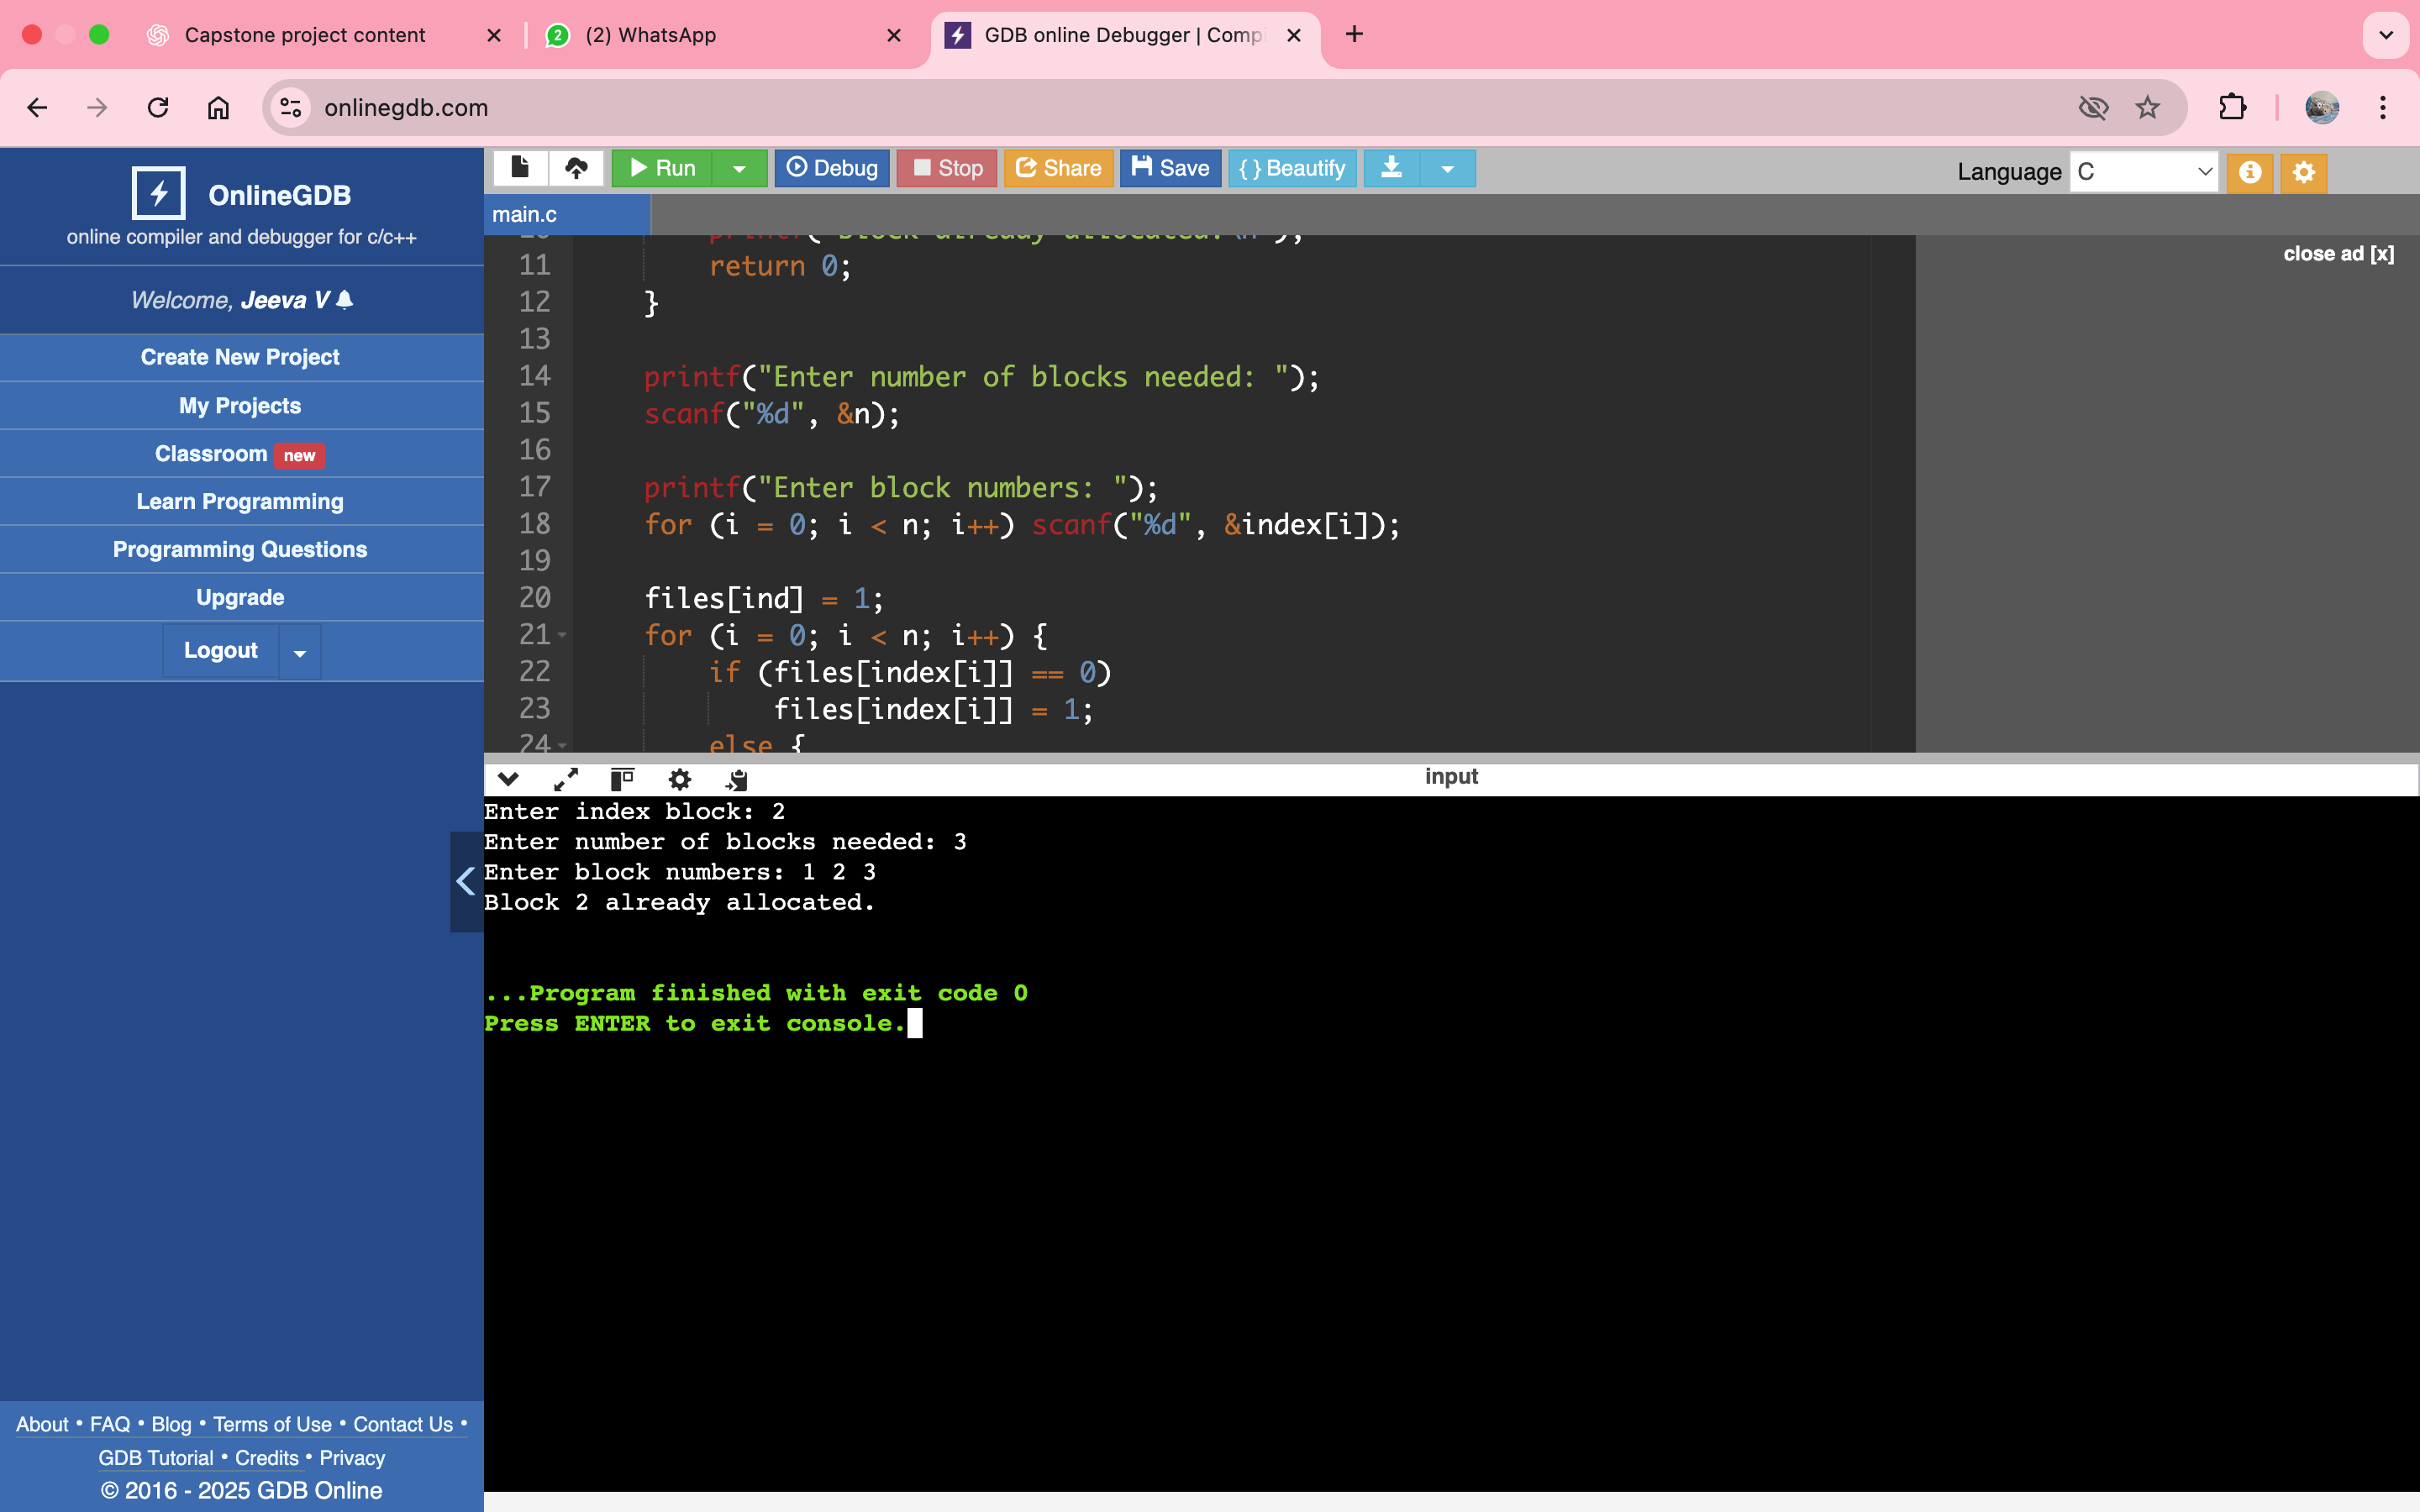 Capstone project content
2
(2) WhatsApp
GDB online Debugger | Comp
onlinegdb.com
OnlineGDB
online compiler and debugger for c/c++
Welcome, Jeeva V
Create New Project
My Projects
Classroom new
Learn Programming
Programming Questions
Upgrade
Logout
Run
Debug
Stop
Share
Save
{ } Beautify
Language C
main.c
close ad [x]
11 return 0;
12 }
13
14 printf("Enter number of blocks needed: ");
15 scanf("%d", &n);
16
17 printf("Enter block numbers: ");
18 for (i = 0; i < n; i++) scanf("%d", &index[i]);
19
20 files[ind] = 1;
21 for (i = 0; i < n; i++) {
22 if (files[index[i]] == 0)
23 files[index[i]] = 1;
24 else {
input
Enter index block: 2
Enter number of blocks needed: 3
Enter block numbers: 1 2 3
Block 2 already allocated.
...Program finished with exit code 0
Press ENTER to exit console.
About • FAQ • Blog • Terms of Use • Contact Us •
GDB Tutorial • Credits • Privacy
© 2016 - 2025 GDB Online